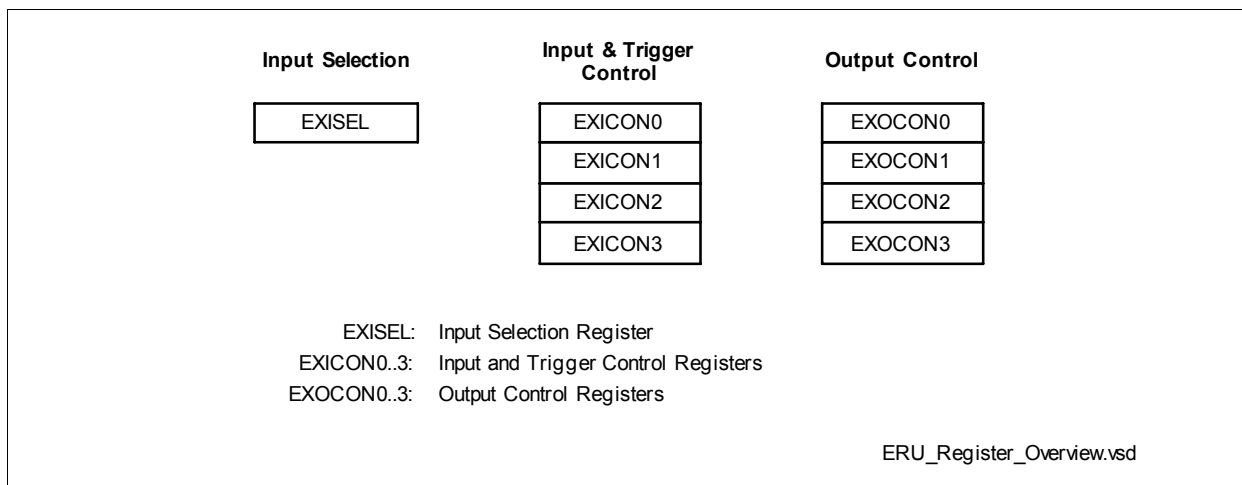 Input Selection
EXISEL
Input & Trigger
Control
EXICON0
EXICON1
EXICON2
EXICON3
Output Control
EXOCON0
EXOCON1
EXOCON2
EXOCON3
EXISEL: Input Selection Register
EXICON0..3: Input and Trigger Control Registers
EXOCON0..3: Output Control Registers
ERU_Register_Overview.vsd